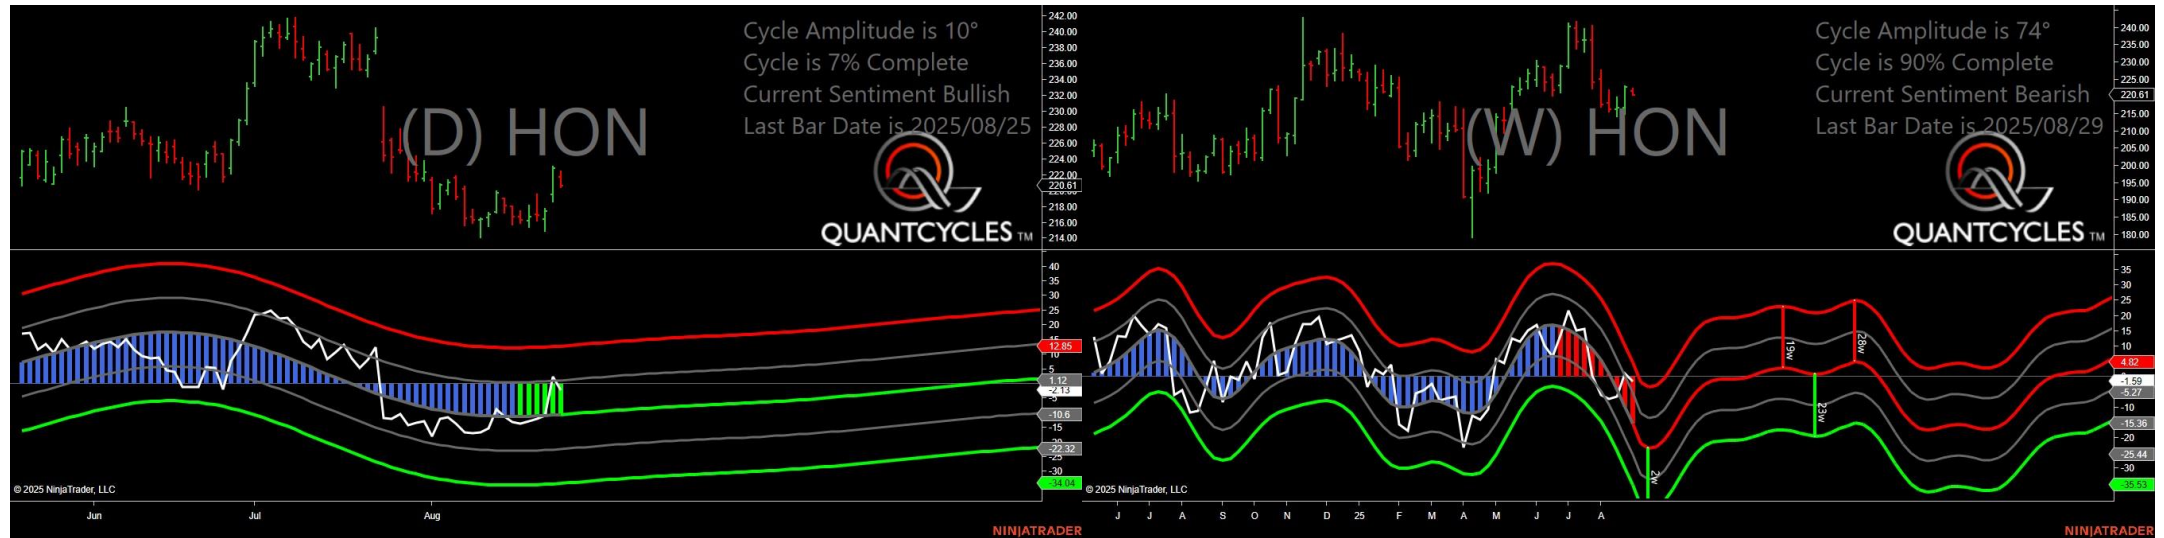 Cycle Amplitude is 10°
Cycle is 7% Complete
Current Sentiment Bullish
Last Bar Date is 2025/08/25
(D) HON
QUANTCYCLES TM
242.00
240.00
238.00
236.00
234.00
232.00
230.00
228.00
226.00
224.00
222.00
220.61
218.00
216.00
214.00
40
35
30
25
20
15
12.85
10
5
1.12
-2.13
-10.6
-15
-22.32
-25
-30
-34.04
© 2025 NinjaTrader, LLC
Jun
Jul
Aug
NINJATRADER
Cycle Amplitude is 74°
Cycle is 90% Complete
Current Sentiment Bearish
Last Bar Date is 2025/08/29
(W) HON
QUANTCYCLES TM
240.00
235.00
230.00
225.00
220.61
215.00
210.00
205.00
200.00
195.00
190.00
185.00
180.00
35
30
25
20
15
10
4.82
-1.59
-5.27
-10
-15.36
-20
-25.44
-30
-35.53
19w
28w
23w
2w
© 2025 NinjaTrader, LLC
J
J
A
S
O
N
D
25
F
M
A
M
J
J
A
NINJATRADER